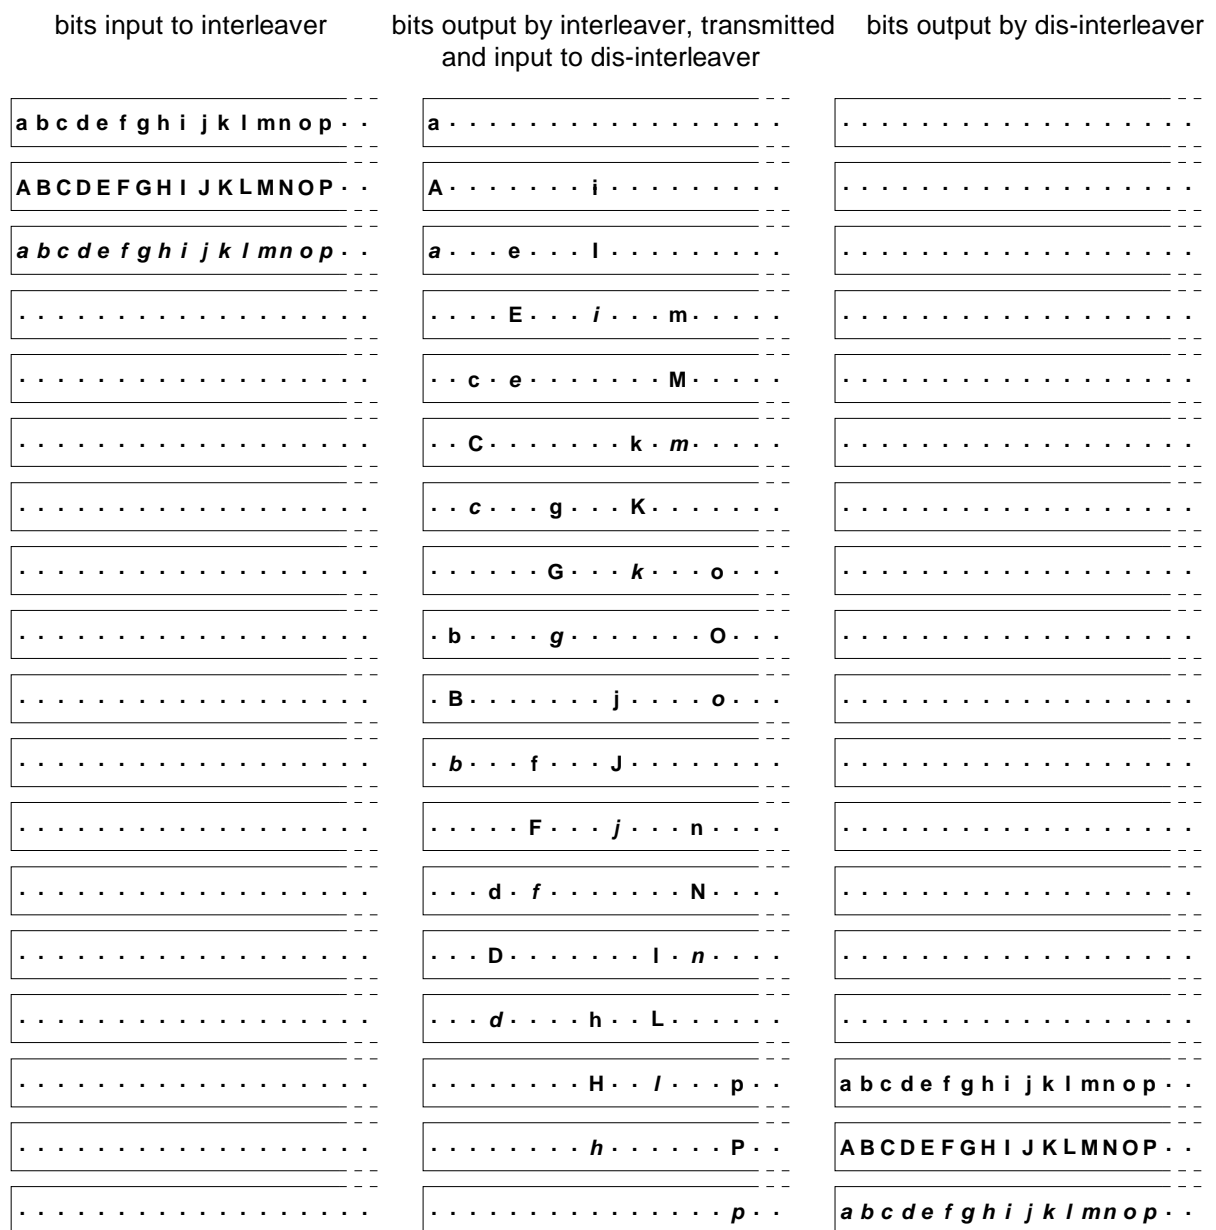 bits input to interleaver
bits output by interleaver, transmitted
and input to dis-interleaver
bits output by dis-interleaver
a b c d e f g h i j k l m n o p · · a · · · · · · · · · · · · · · · · · · · · · · · · · · · · · · · · · · ·
A B C D E F G H I J K L M N O P · · A · · · · · · · i · · · · · · · · · · · · · · · · · · · · · · · · · · ·
a b c d e f g h i j k l m n o p · · a · · · e · · · I · · · · · · · · · · · · · · · · · · · · · · · · · · ·
· · · · · · · · · · · · · · · · · · · · · · E · · · i · · · m · · · · · · · · · · · · · · · · · · · · · · ·
· · · · · · · · · · · · · · · · · · · · c · e · · · · · · · M · · · · · · · · · · · · · · · · · · · · · · ·
· · · · · · · · · · · · · · · · · · · · C · · · · · · · k · m · · · · · · · · · · · · · · · · · · · · · · ·
· · · · · · · · · · · · · · · · · · · · c · · · g · · · K · · · · · · · · · · · · · · · · · · · · · · · · ·
· · · · · · · · · · · · · · · · · · · · · · · · G · · · k · · · o · · · · · · · · · · · · · · · · · · · · ·
· · · · · · · · · · · · · · · · · · · b · · · · g · · · · · · · O · · · · · · · · · · · · · · · · · · · · ·
· · · · · · · · · · · · · · · · · · · B · · · · · · · j · · · · o · · · · · · · · · · · · · · · · · · · · ·
· · · · · · · · · · · · · · · · · · · b · · · f · · · J · · · · · · · · · · · · · · · · · · · · · · · · · ·
· · · · · · · · · · · · · · · · · · · · · · · F · · · j · · · n · · · · · · · · · · · · · · · · · · · · · ·
· · · · · · · · · · · · · · · · · · · · · d · f · · · · · · · N · · · · · · · · · · · · · · · · · · · · · ·
· · · · · · · · · · · · · · · · · · · · · D · · · · · · · l · n · · · · · · · · · · · · · · · · · · · · · ·
· · · · · · · · · · · · · · · · · · · · · d · · · · h · · L · · · · · · · · · · · · · · · · · · · · · · · ·
· · · · · · · · · · · · · · · · · · · · · · · · · · H · · l · · · p · · a b c d e f g h i j k l m n o p · ·
· · · · · · · · · · · · · · · · · · · · · · · · · · h · · · · · · P · · A B C D E F G H I J K L M N O P · ·
· · · · · · · · · · · · · · · · · · · · · · · · · · · · · · · · · p · · a b c d e f g h i j k l m n o p · ·